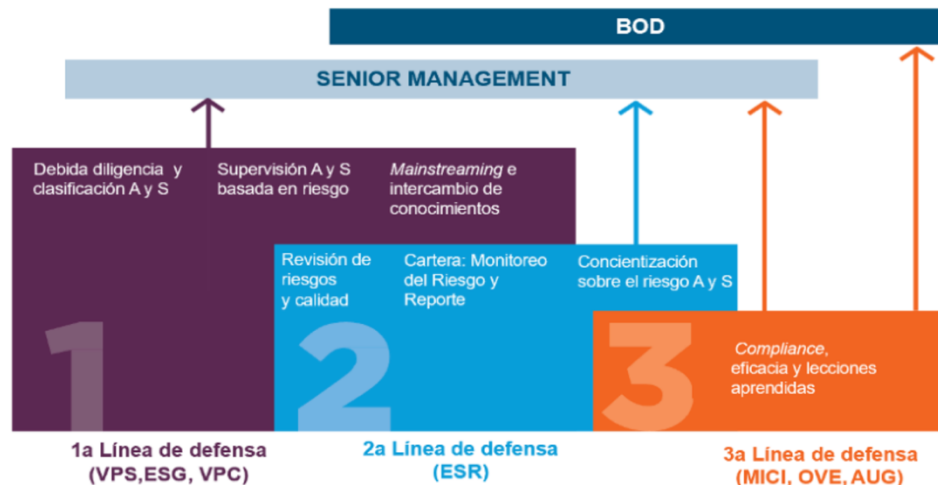 BOD
SENIOR MANAGEMENT
Debida diligencia y
clasificación A y S
Supervisión A y S
basada en riesgo
Mainstreaming e
intercambio de
conocimientos
Revisión de
riesgos
y calidad
Cartera: Monitoreo
del Riesgo y
Reporte
Concientización
sobre el riesgo A y S
Compliance,
eficacia y lecciones
aprendidas
1
2
3
1a Línea de defensa
(VPS,ESG, VPC)
2a Línea de defensa
(ESR)
3a Línea de defensa
(MICI, OVE, AUG)